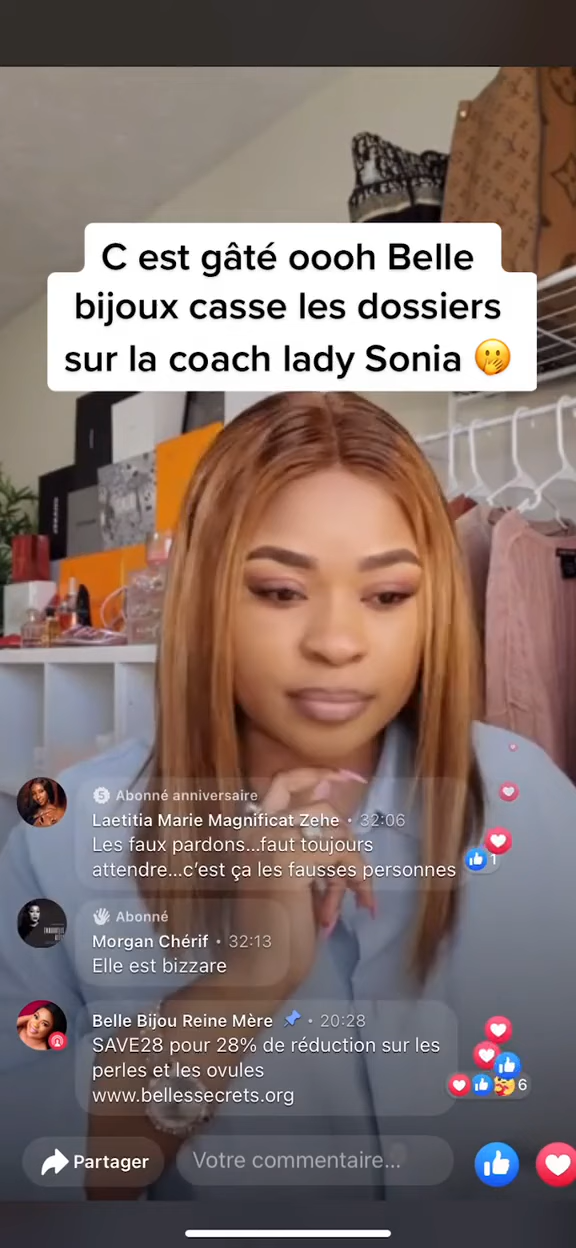 C est gâté oooh Belle
bijoux casse les dossiers
sur la coach lady Sonia 🫢
Abonné anniversaire
Laetitia Marie Magnificat Zehe • 32:06
Les faux pardons...faut toujours
attendre...c'est ça les fausses personnes
1
Abonné
Morgan Chérif • 32:13
Elle est bizzare
Belle Bijou Reine Mère 📌 • 20:28
SAVE28 pour 28% de réduction sur les
perles et les ovules
www.bellessecrets.org
6
Partager
Votre commentaire...